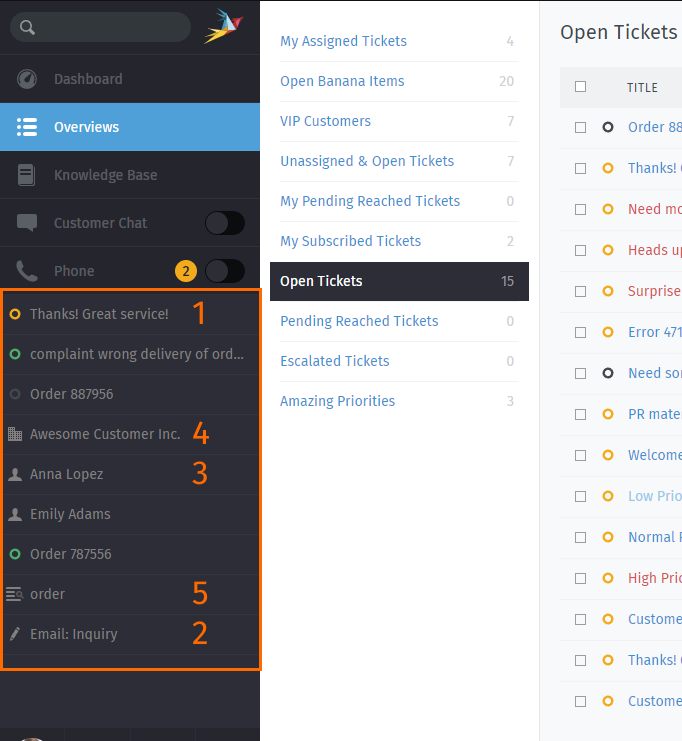 Dashboard
Overviews
Knowledge Base
Customer Chat
Phone 2
Thanks! Great service! 1
complaint wrong delivery of ord...
Order 887956
Awesome Customer Inc. 4
Anna Lopez 3
Emily Adams
Order 787556
order 5
Email: Inquiry 2
My Assigned Tickets 4
Open Banana Items 20
VIP Customers 7
Unassigned & Open Tickets 7
My Pending Reached Tickets 0
My Subscribed Tickets 2
Open Tickets 15
Pending Reached Tickets 0
Escalated Tickets 0
Amazing Priorities 3
Open Tickets
TITLE
Order 88
Thanks!
Need mo
Heads up
Surprise
Error 471
Need so
PR mate
Welcome
Low Prio
Normal P
High Prio
Custome
Thanks!
Custome